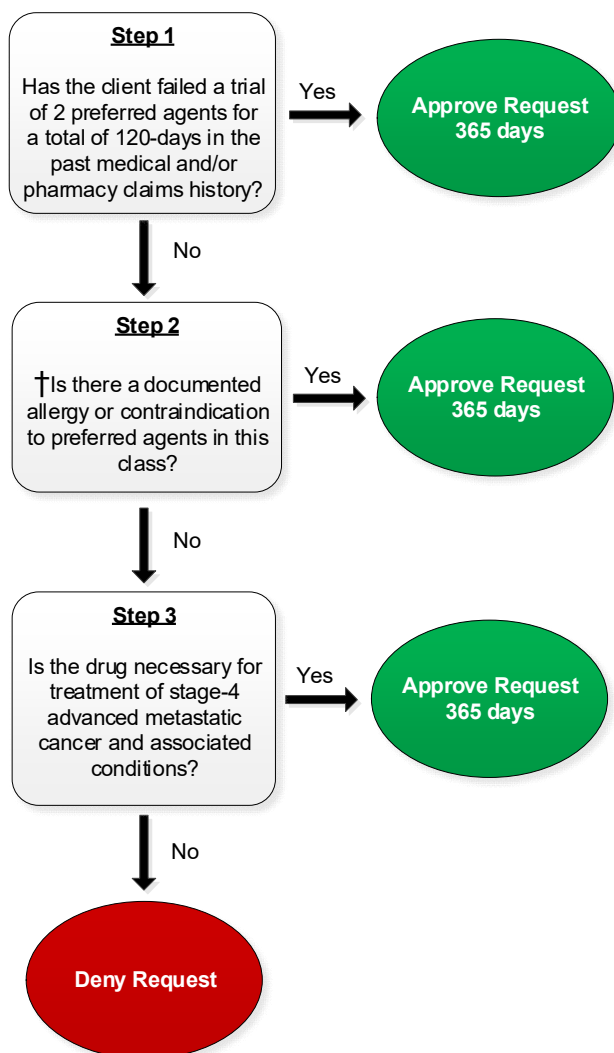 Step 1
Has the client failed a trial
of 2 preferred agents for
a total of 120-days in the
past medical and/or
pharmacy claims history?
Yes
Approve Request
365 days
No
Step 2
†Is there a documented
allergy or contraindication
to preferred agents in this
class?
Yes
Approve Request
365 days
No
Step 3
Is the drug necessary for
treatment of stage-4
advanced metastatic
cancer and associated
conditions?
Yes
Approve Request
365 days
No
Deny Request